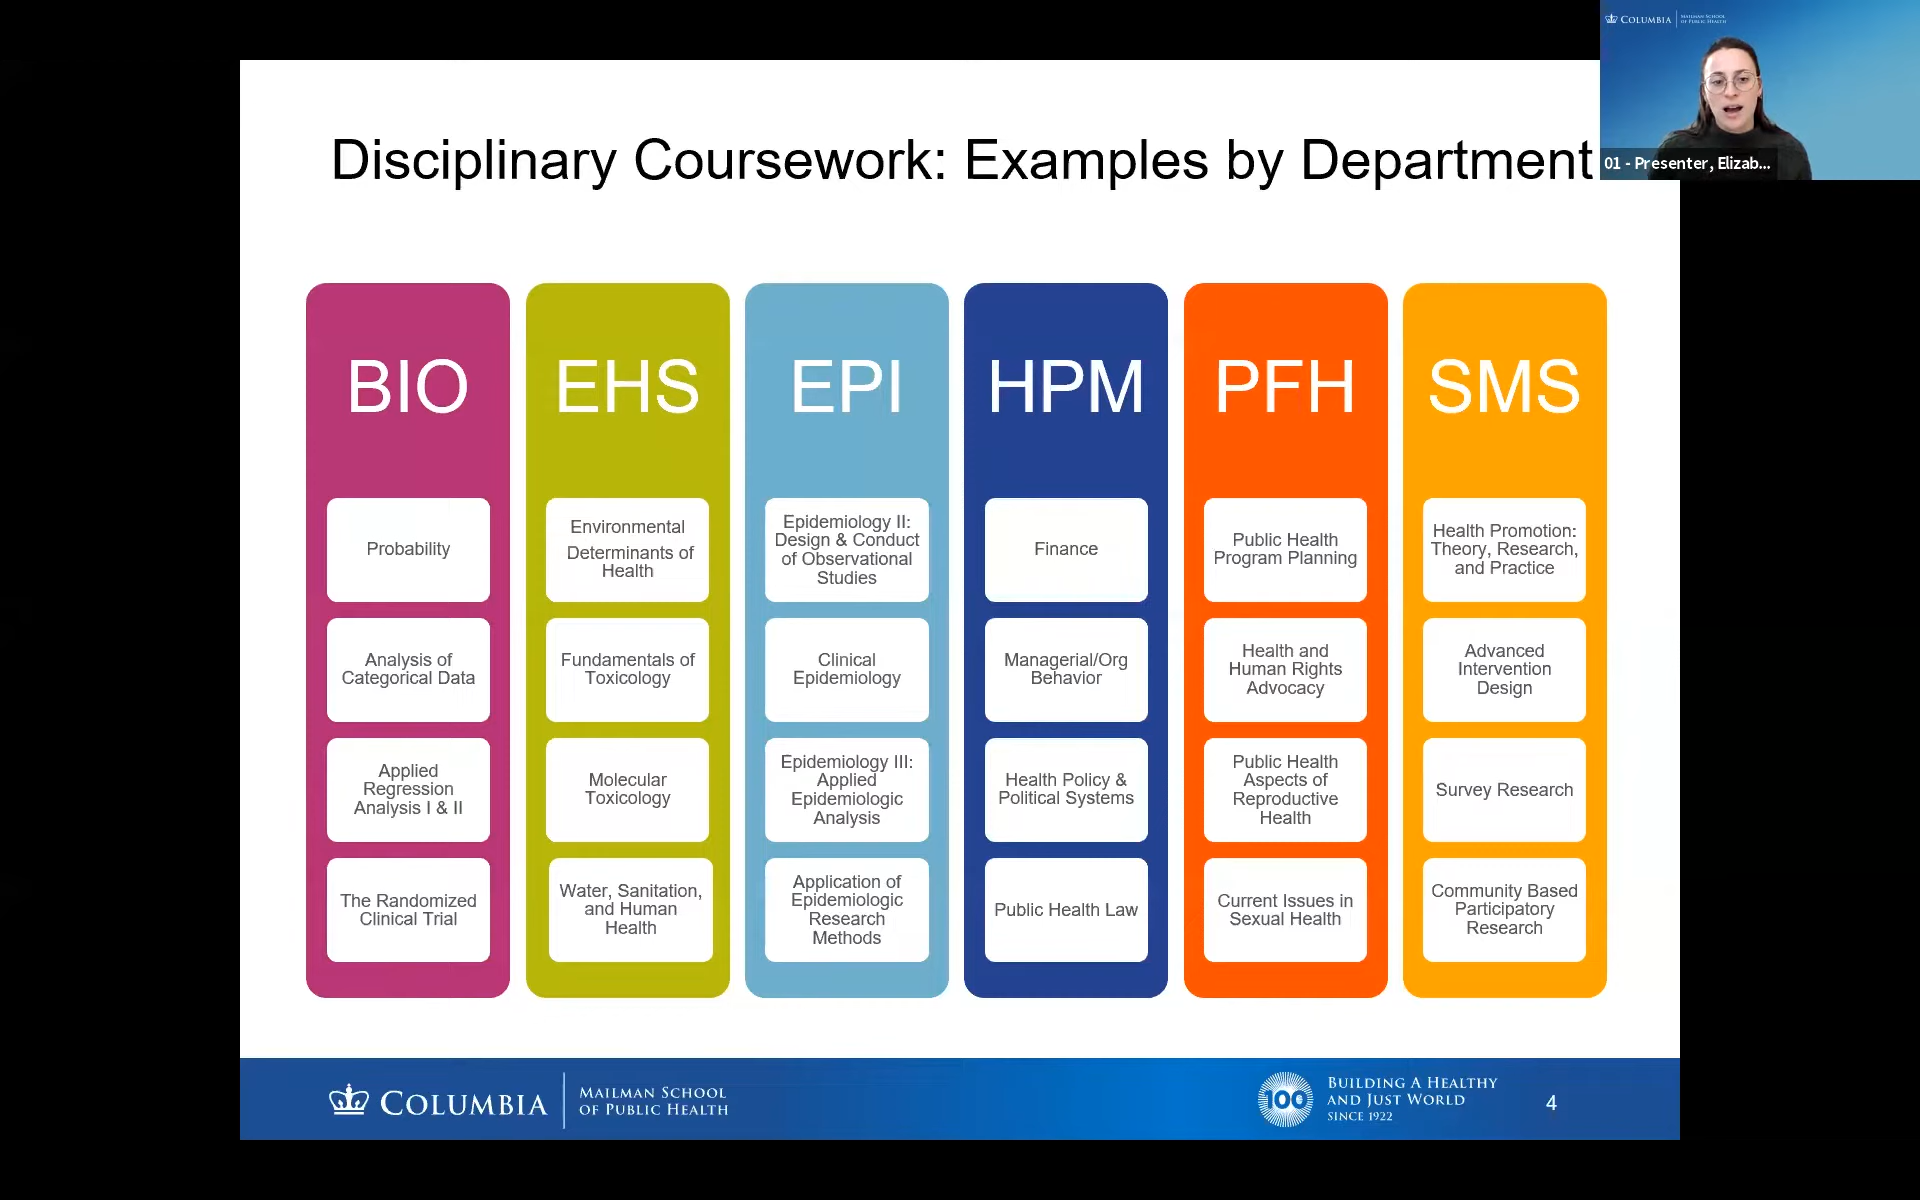 COLUMBIA
MAILMAN SCHOOL
OF PUBLIC HEALTH
01 - Presenter, Elizab...
Disciplinary Coursework: Examples by Department
BIO
Probability
Analysis of
Categorical Data
Applied
Regression
Analysis I & II
The Randomized
Clinical Trial
EHS
Environmental
Determinants of
Health
Fundamentals of
Toxicology
Molecular
Toxicology
Water, Sanitation,
and Human
Health
EPI
Epidemiology II:
Design & Conduct
of Observational
Studies
Clinical
Epidemiology
Epidemiology III:
Applied
Epidemiologic
Analysis
Application of
Epidemiologic
Research
Methods
HPM
Finance
Managerial/Org
Behavior
Health Policy &
Political Systems
Public Health Law
PFH
Public Health
Program Planning
Health and
Human Rights
Advocacy
Public Health
Aspects of
Reproductive
Health
Current Issues in
Sexual Health
SMS
Health Promotion:
Theory, Research,
and Practice
Advanced
Intervention
Design
Survey Research
Community Based
Participatory
Research
COLUMBIA
MAILMAN SCHOOL
OF PUBLIC HEALTH
100
BUILDING A HEALTHY
AND JUST WORLD
SINCE 1922
4